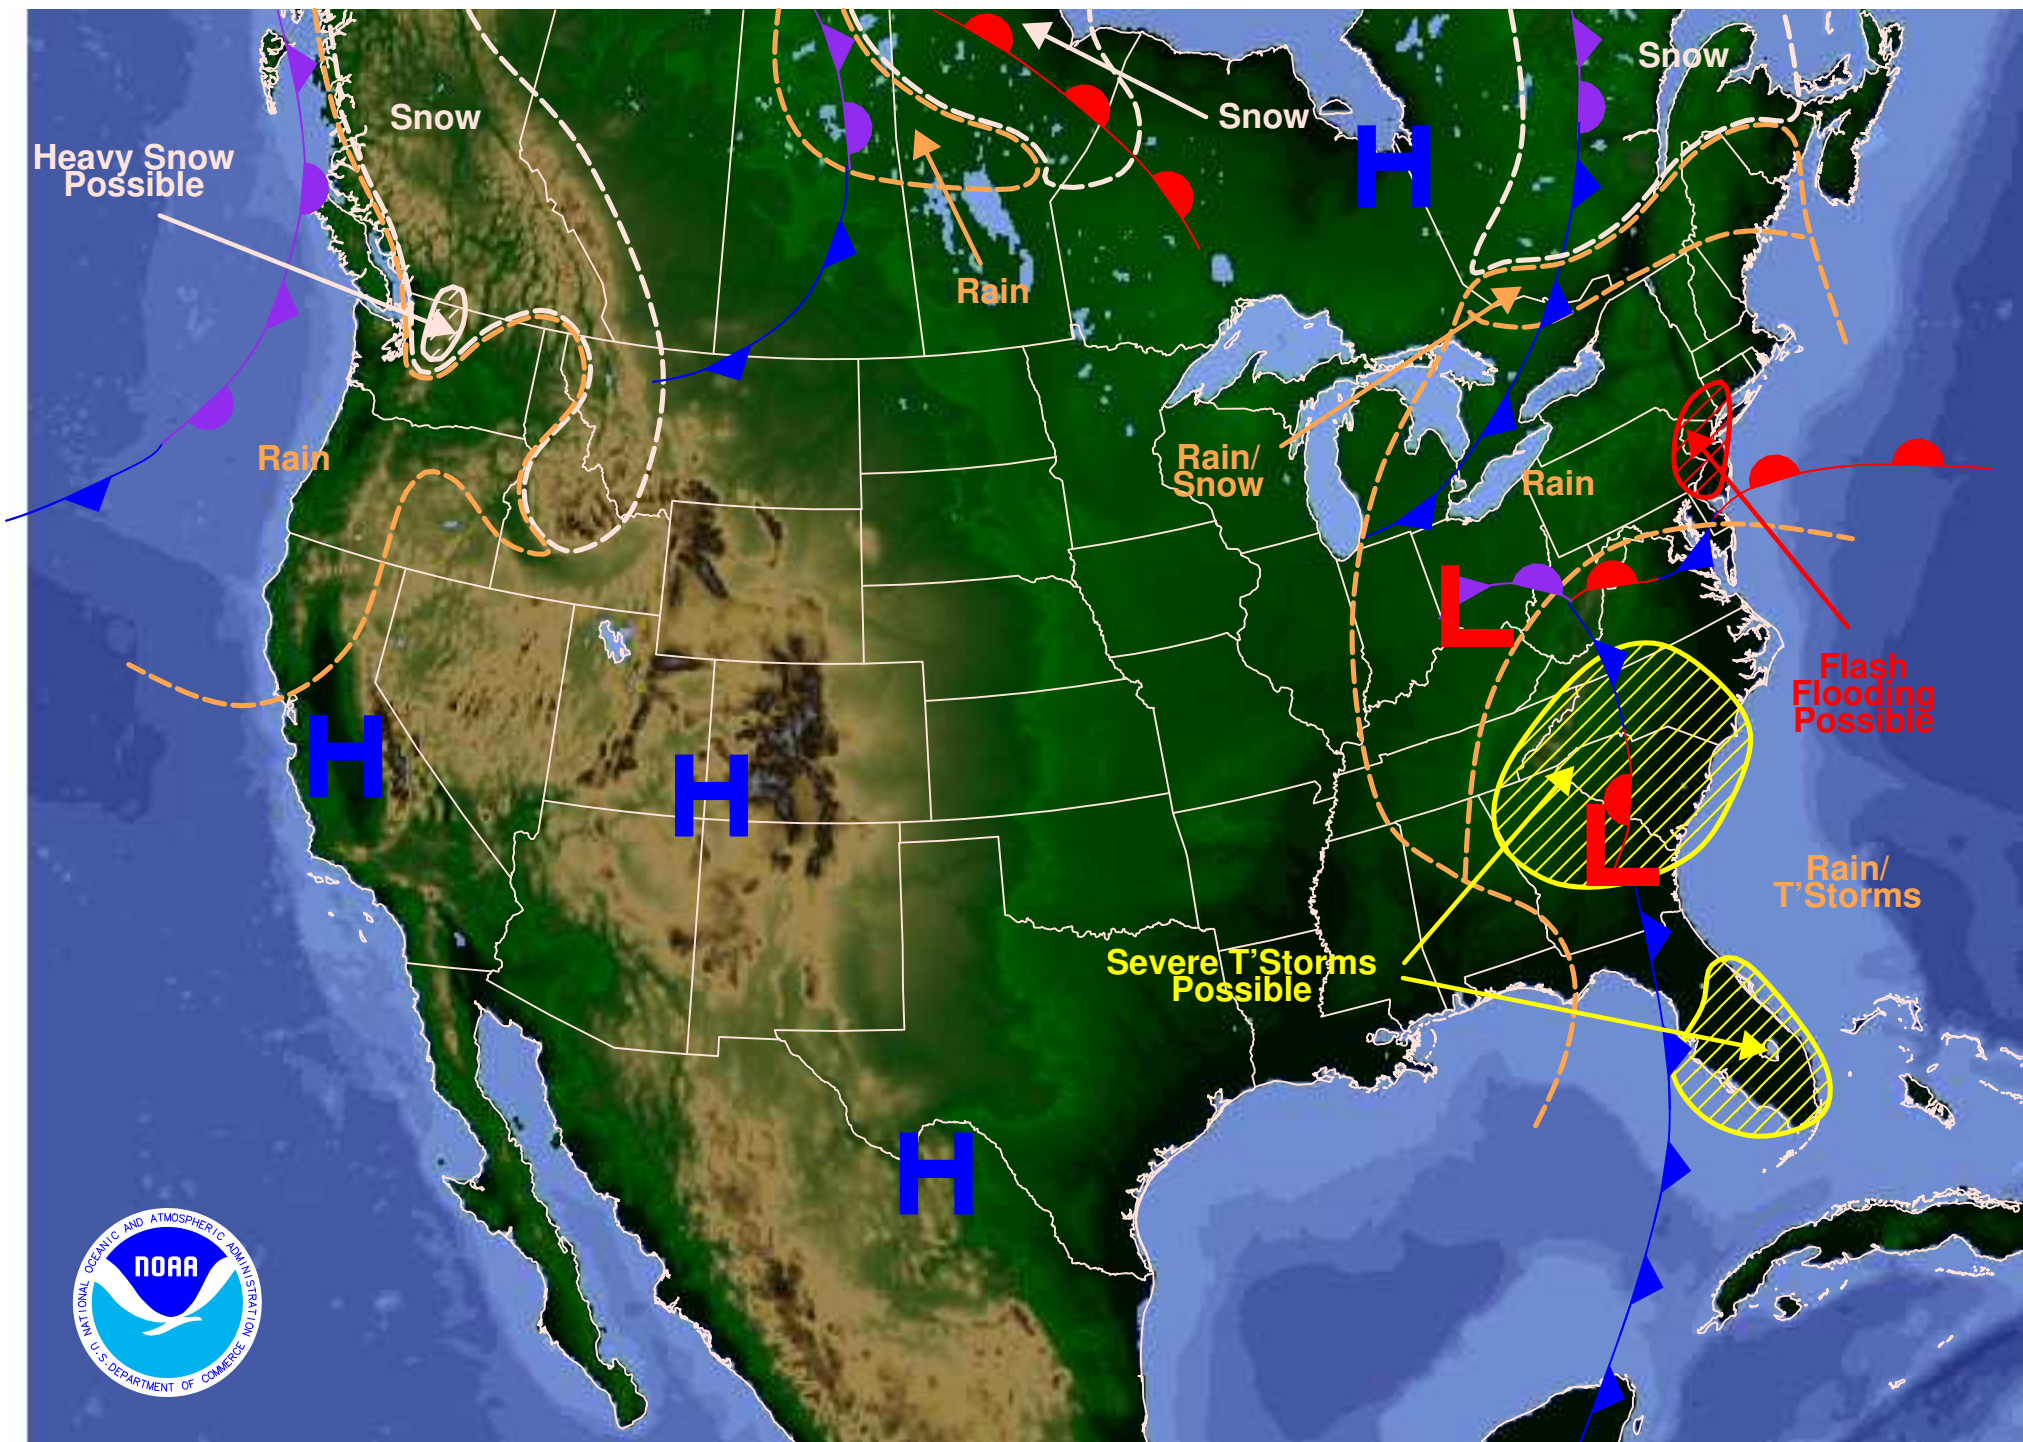 Snow
Snow
Snow
Heavy Snow
Possible
H
Rain
Rain
Rain/
Snow
Rain
L
Flash
Flooding
Possible
H
H
L
Rain/
T'Storms
Severe T'Storms
Possible
H
NATIONAL OCEANIC AND ATMOSPHERIC ADMINISTRATION
NOAA
U.S. DEPARTMENT OF COMMERCE